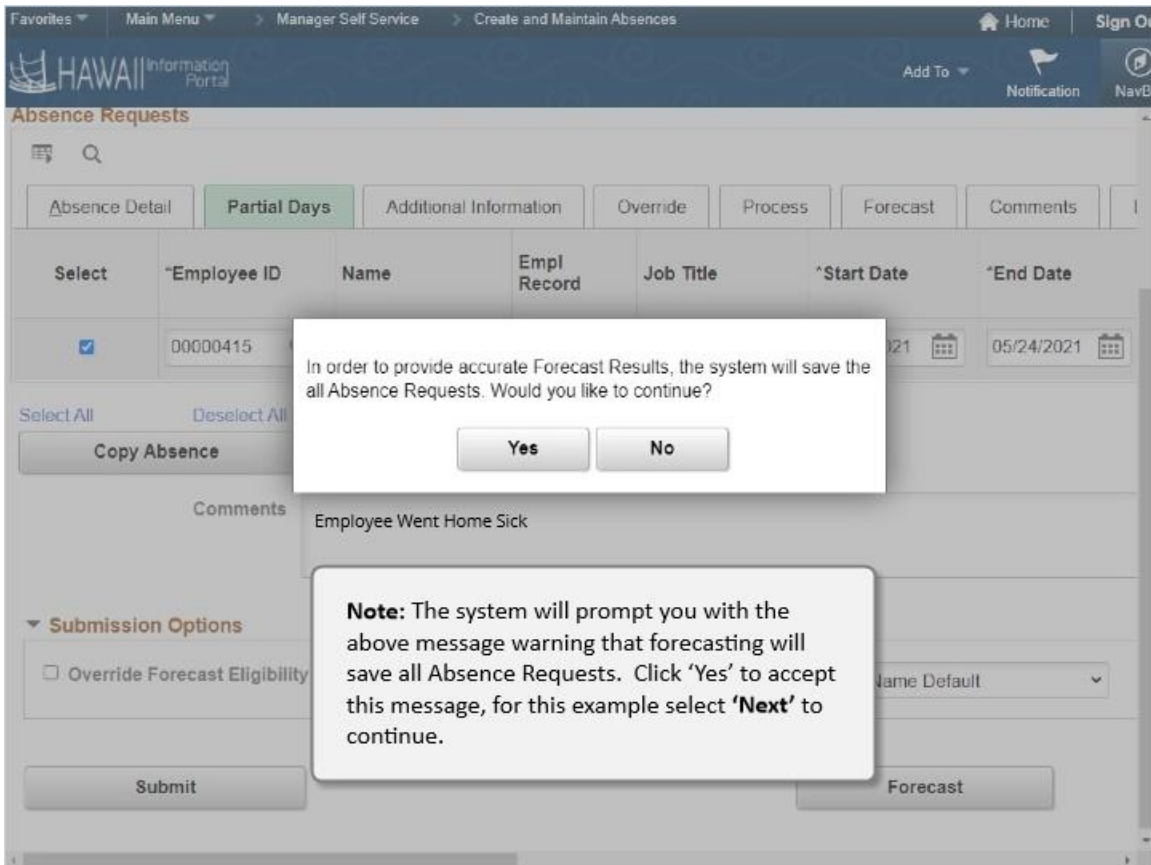 Favorites Main Menu > Manager Self Service > Create and Maintain Absences Home Sign
HAWAII Information Portal
Add To
Notification
Absence Requests
Absence Detail Partial Days Additional Information Override Process Forecast Comments
Select *Employee ID Name Empl Record Job Title *Start Date *End Date
00000415 021 05/24/2021
In order to provide accurate Forecast Results, the system will save the
all Absence Requests. Would you like to continue?
Yes No
Select All Deselect All
Copy Absence
Comments
Employee Went Home Sick
Note: The system will prompt you with the
above message warning that forecasting will
save all Absence Requests. Click ‘Yes’ to accept
this message, for this example select ‘Next’ to
continue.
Submission Options
Override Forecast Eligibility
Name Default
Submit Forecast